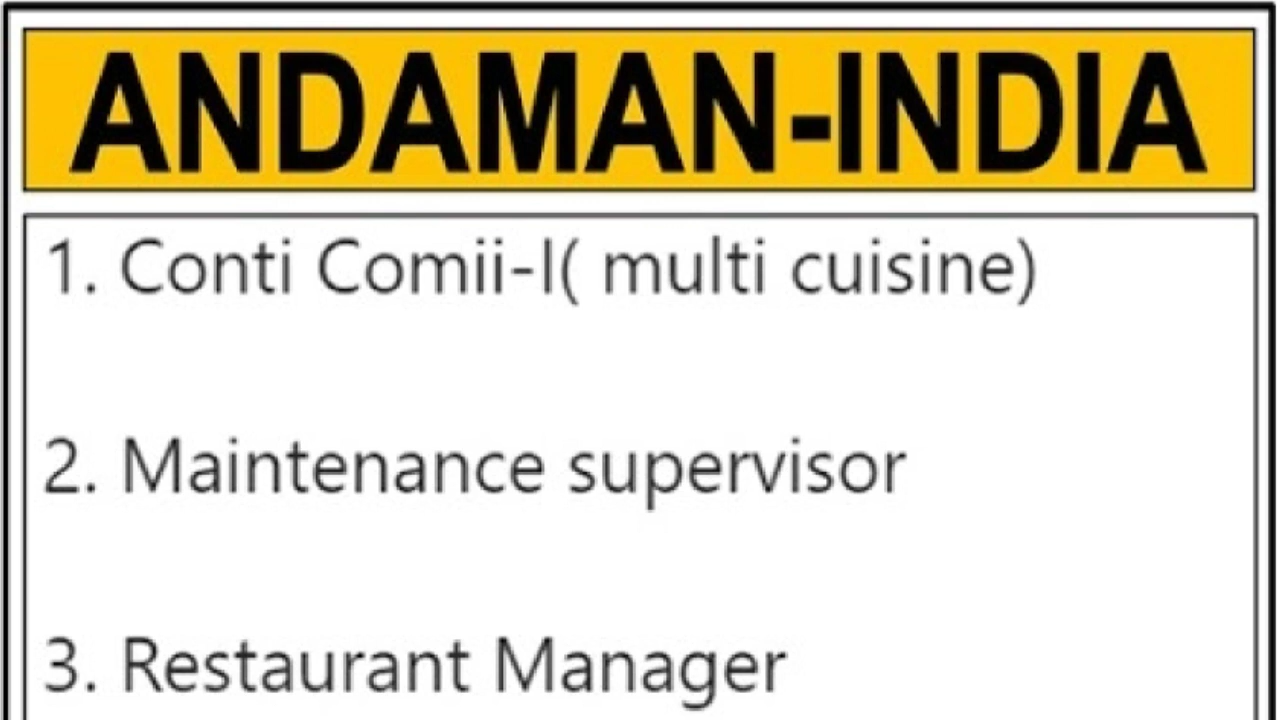 ANDAMAN-INDIA
1. Conti Comii-I( multi cuisine)
2. Maintenance supervisor
3. Restaurant Manager